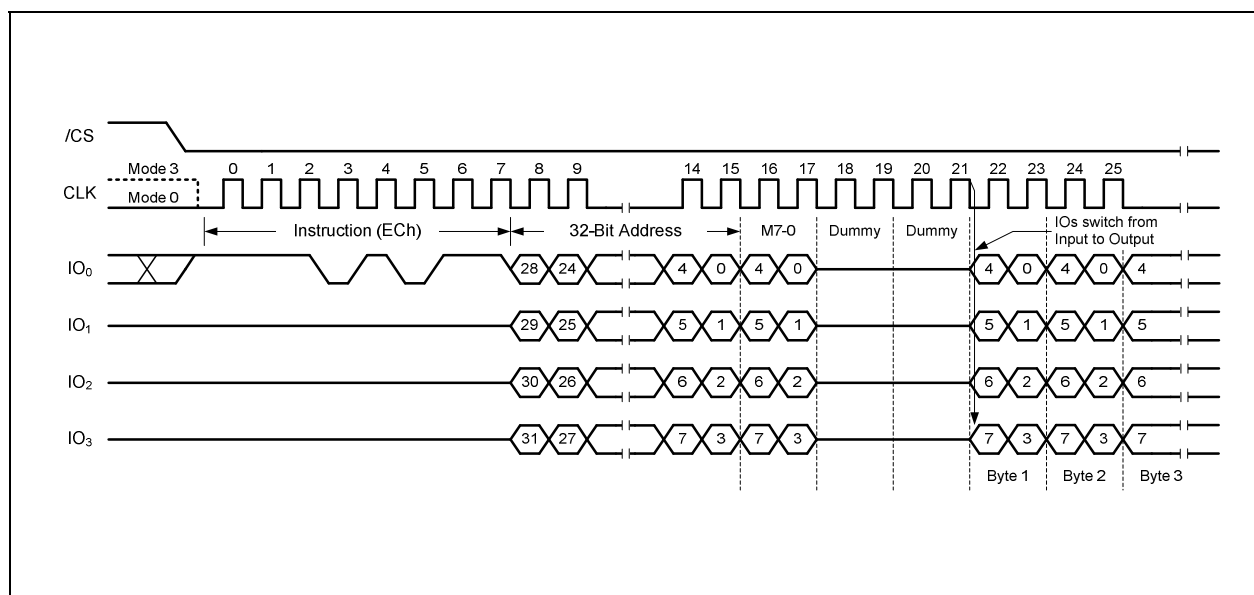 /CS
Mode 3
0 1 2 3 4 5 6 7 8 9 14 15 16 17 18 19 20 21 22 23 24 25
CLK
Mode 0
Instruction (ECh) 32-Bit Address M7-0 Dummy Dummy
IOs switch from
Input to Output
IO0 28 24 4 0 4 0 4 0 4 0 4
IO1 29 25 5 1 5 1 5 1 5 1 5
IO2 30 26 6 2 6 2 6 2 6 2 6
IO3 31 27 7 3 7 3 7 3 7 3 7
Byte 1 Byte 2 Byte 3